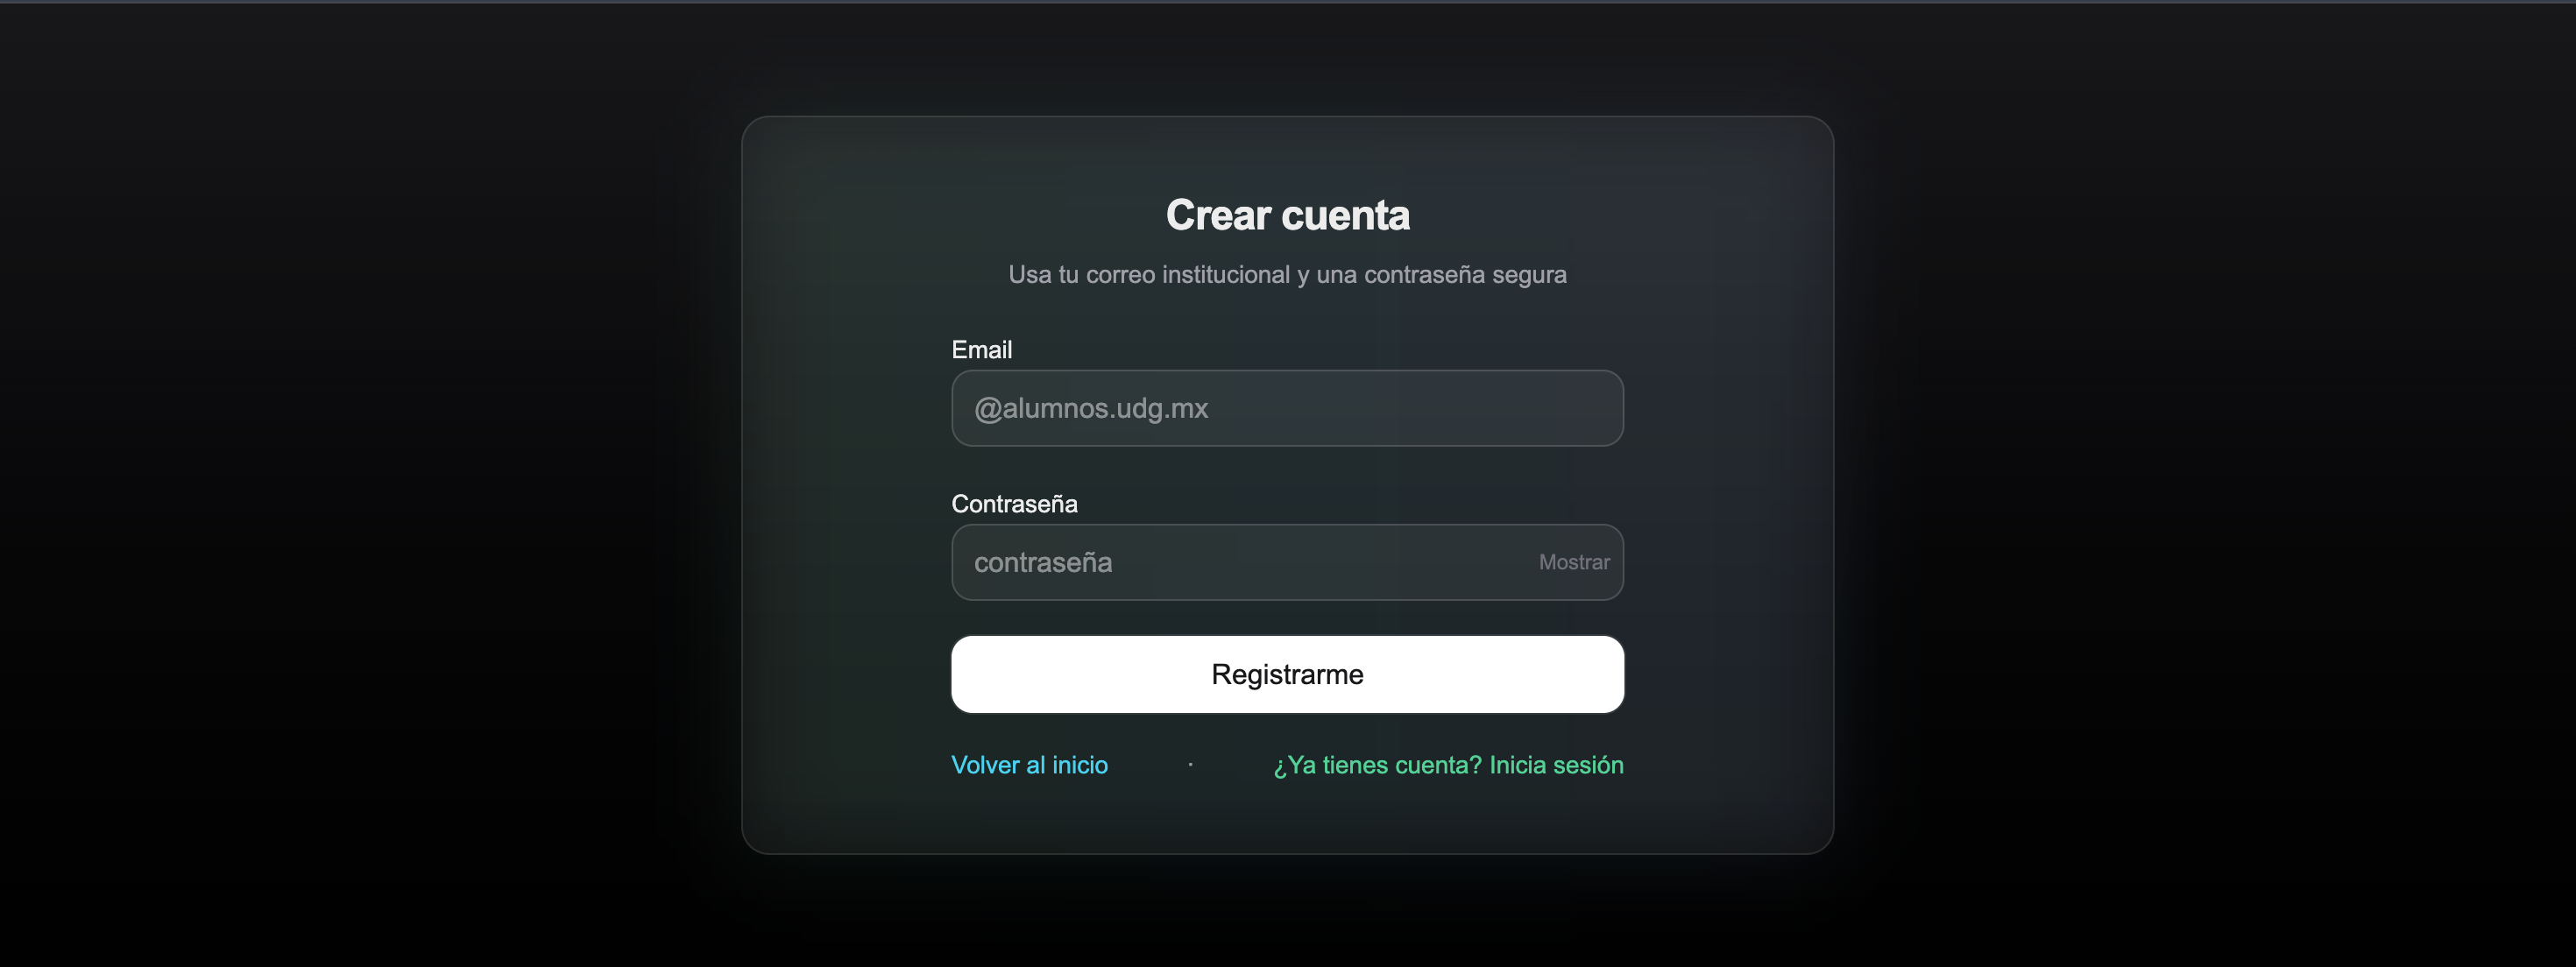 Crear cuenta
Usa tu correo institucional y una contraseña segura
Email
@alumnos.udg.mx
Contraseña
contraseña Mostrar
Registrarme
Volver al inicio · ¿Ya tienes cuenta? Inicia sesión